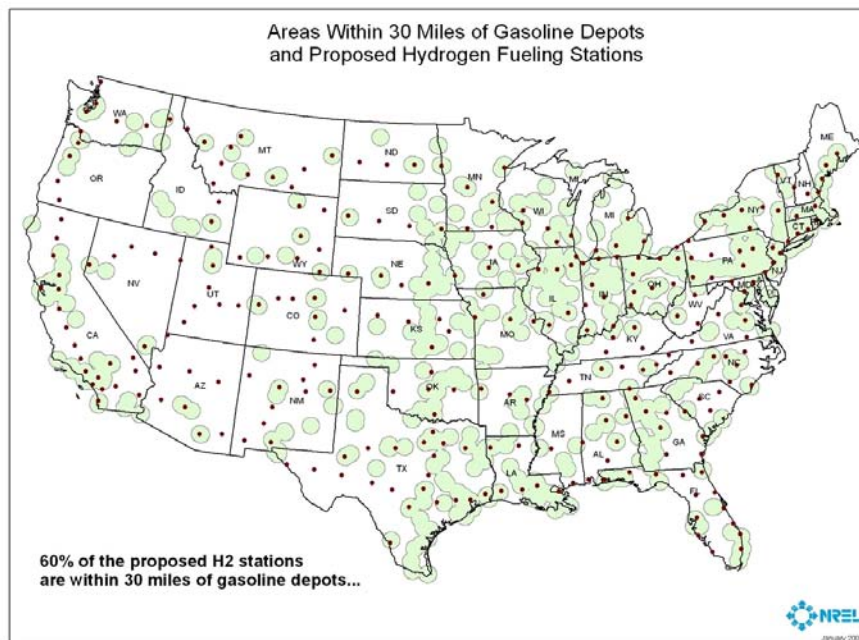 Areas Within 30 Miles of Gasoline Depots
and Proposed Hydrogen Fueling Stations
WA
MT
ND
MN
ME
OR
ID
SD
WI
MI
MI
VT
NH
NY
MA
CT
WY
NE
IA
PA
NJ
NV
UT
CO
IL
IN
OH
MD
WV
CA
KS
MO
KY
VA
AZ
NM
OK
AR
TN
NC
SC
TX
LA
MS
AL
GA
FL
60% of the proposed H2 stations
are within 30 miles of gasoline depots...
NREL